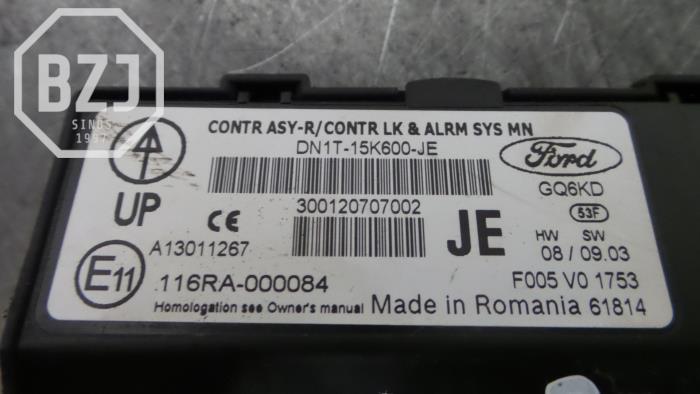 BZJ
SINDS
1997
CONTR ASY-R/CONTR LK & ALRM SYS MN
DN1T-15K600-JE
Ford
GQ6KD
UP
CE
300120707002
JE
53F
HW SW
A13011267
08 / 09.03
E11
116RA-000084
F005 V0 1753
Homologation see Owner's manual
Made in Romania 61814